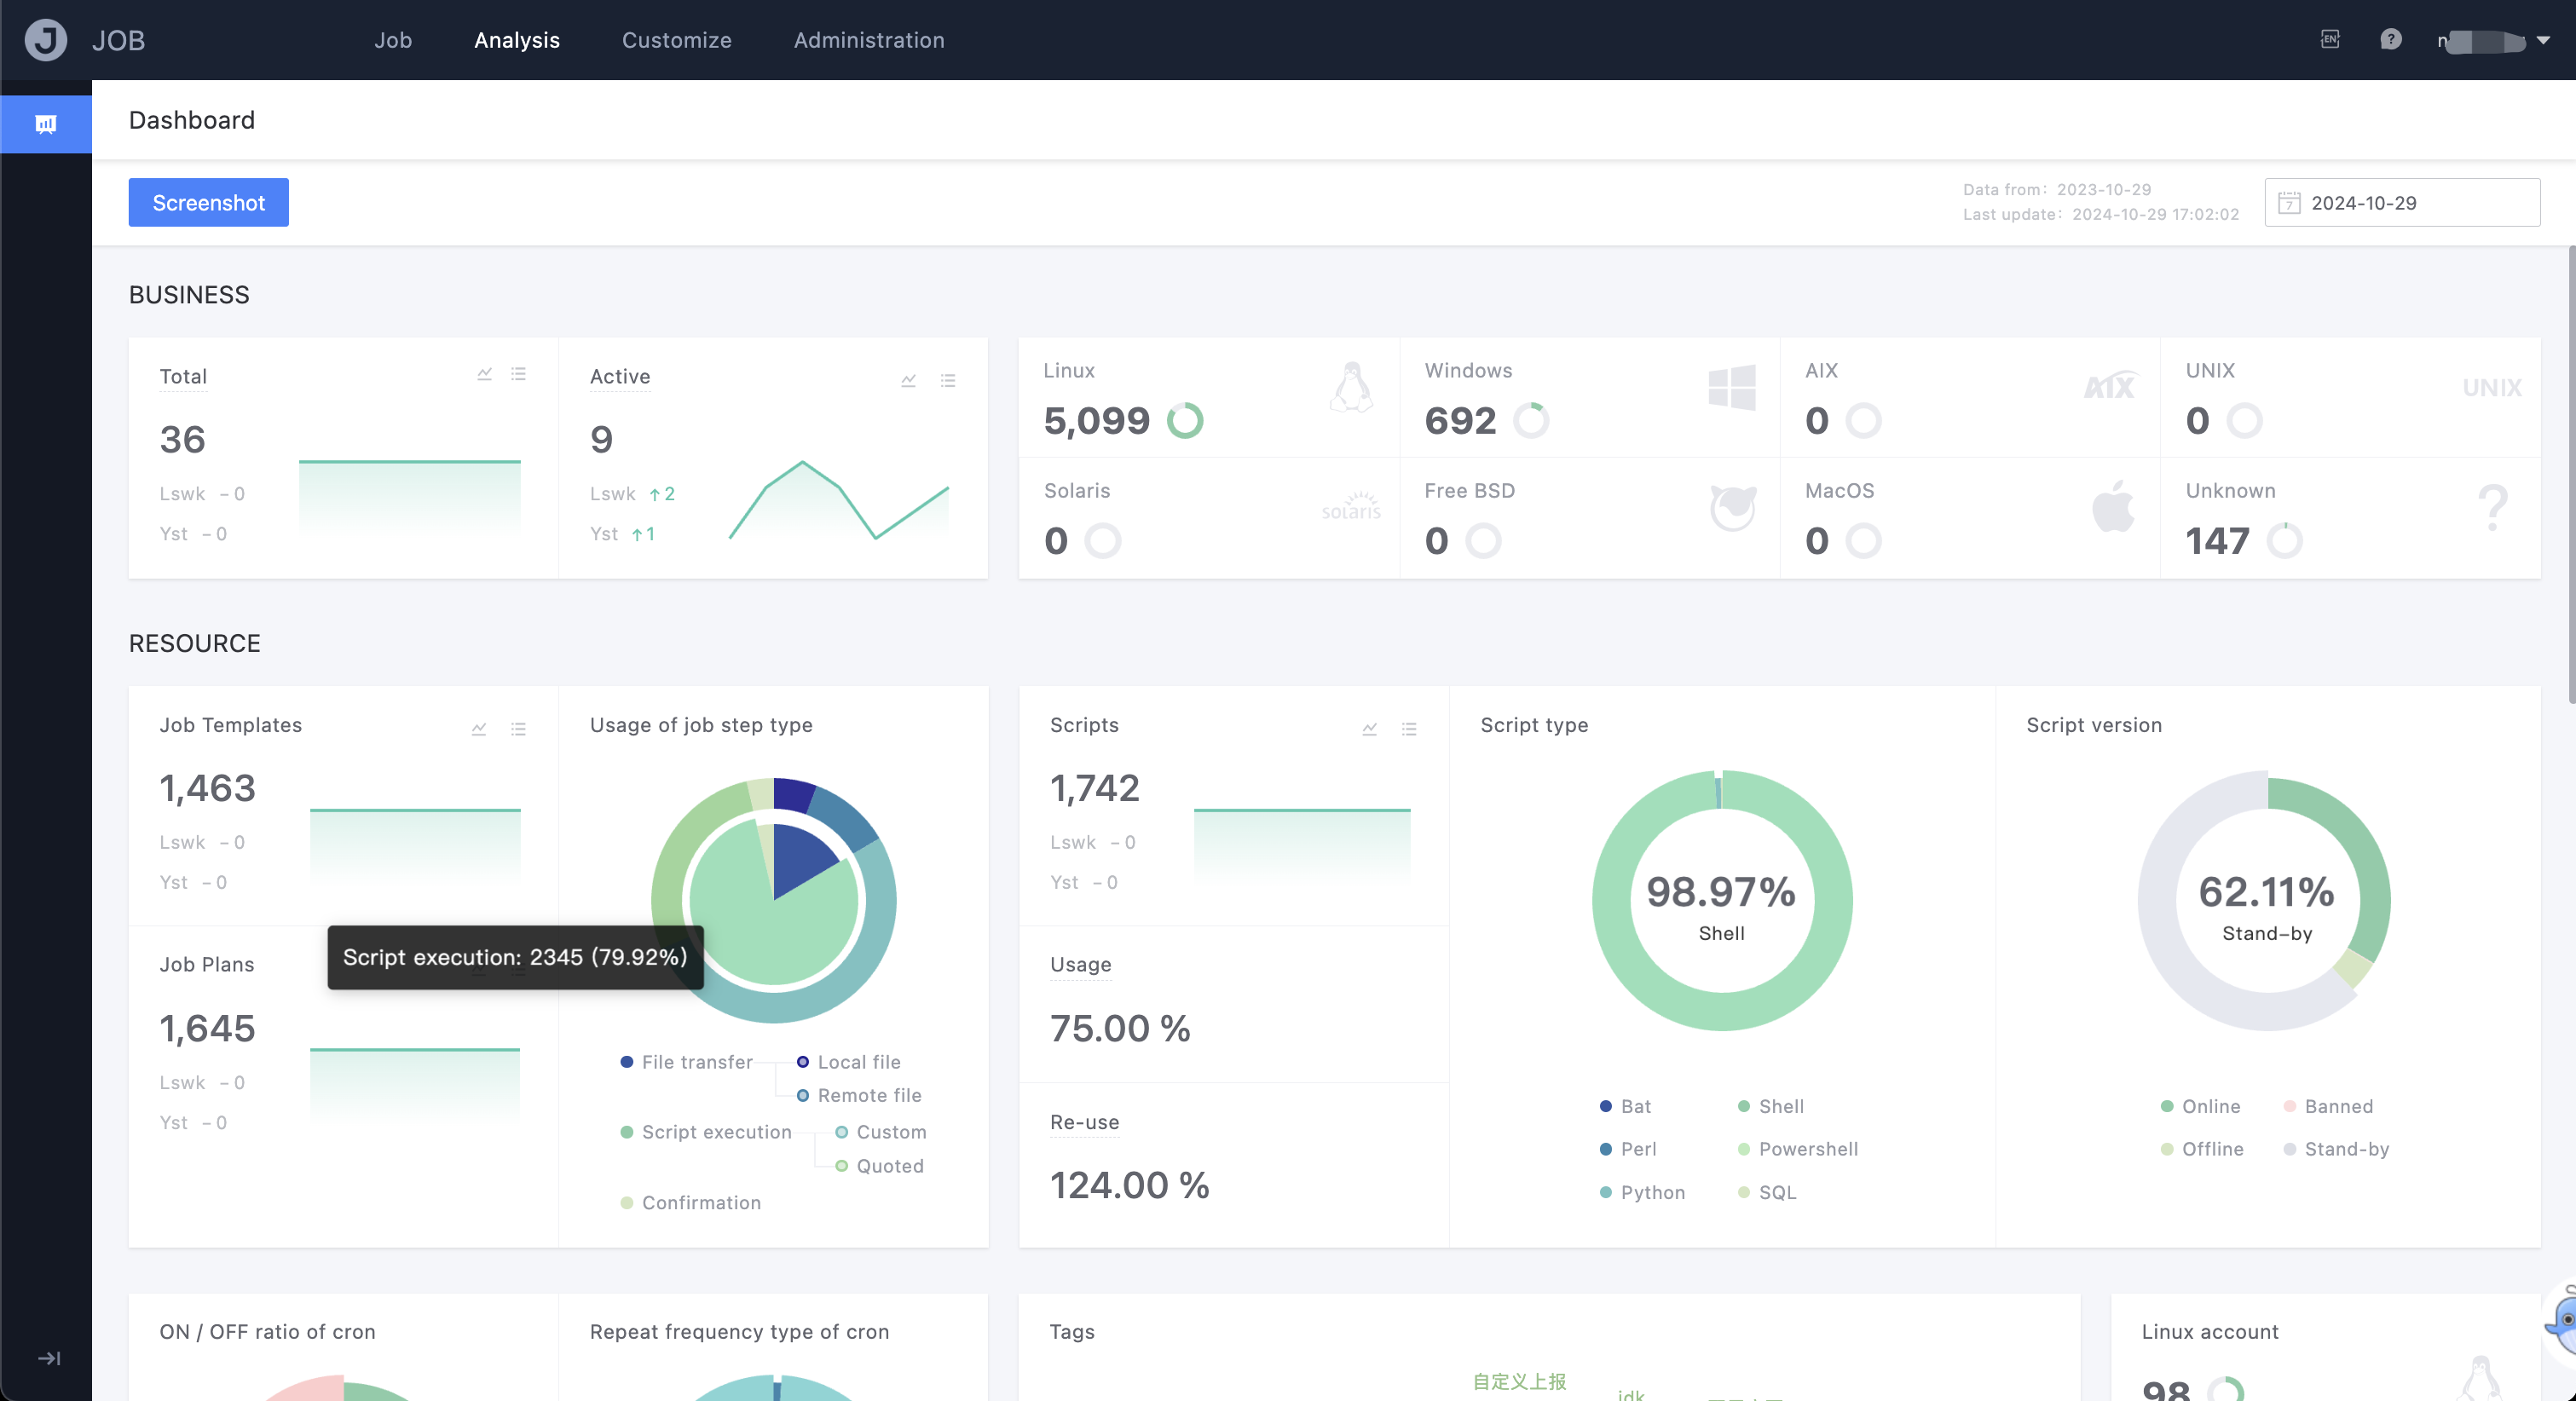 J JOB Job Analysis Customize Administration EN ? n
Dashboard
Screenshot
Data from: 2023-10-29
Last update: 2024-10-29 17:02:02
7 2024-10-29
BUSINESS
Total
36
Lswk – 0
Yst – 0
Active
9
Lswk ↑ 2
Yst ↑ 1
Linux
5,099
Windows
692
AIX
AIX
0
UNIX
UNIX
0
Solaris
solaris
0
Free BSD
0
MacOS
0
Unknown
?
147
RESOURCE
Job Templates
1,463
Lswk – 0
Yst – 0
Job Plans
1,645
Lswk – 0
Yst – 0
Usage of job step type
Script execution: 2345 (79.92%)
File transfer Local file
Remote file
Script execution Custom
Quoted
Confirmation
Scripts
1,742
Lswk – 0
Yst – 0
Usage
75.00 %
Re-use
124.00 %
Script type
98.97%
Shell
Bat Shell
Perl Powershell
Python SQL
Script version
62.11%
Stand–by
Online Banned
Offline Stand-by
ON / OFF ratio of cron
Repeat frequency type of cron
Tags
自定义上报
jdk
Linux account
98